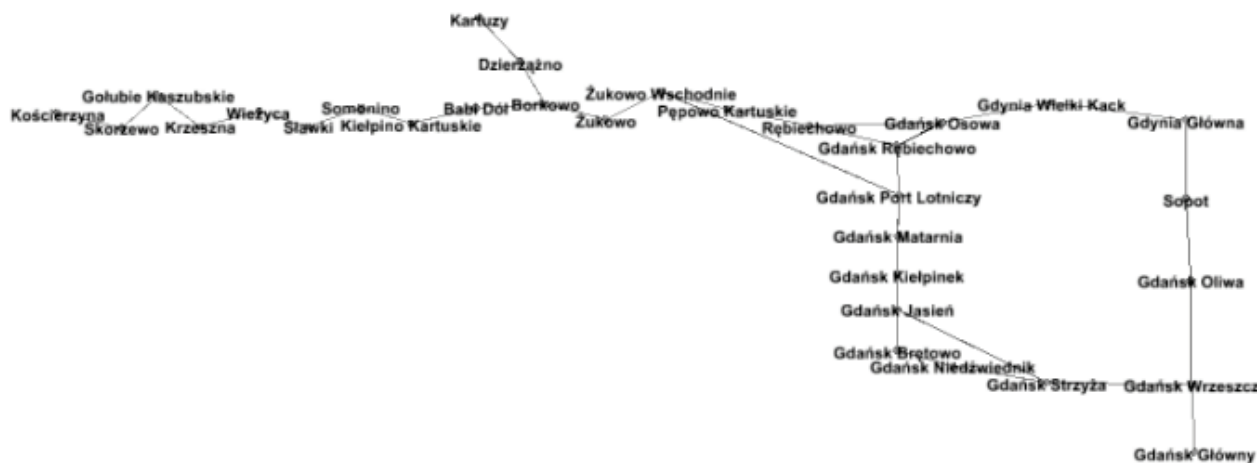 Kartuzy
Dzierżążno
Gołubie Kaszubskie
Kościerzyna
Skorzewo
Krzeszna
Wieżyca
Sławki
Somonino
Kiełpino Kartuskie
Babi Dół
Borkowo
Żukowo
Żukowo Wschodnie
Pępowo Kartuskie
Rębiechowo
Gdańsk Osowa
Gdańsk Rębiechowo
Gdynia Wielki Kack
Gdynia Główna
Gdańsk Port Lotniczy
Sopot
Gdańsk Matarnia
Gdańsk Kiełpinek
Gdańsk Oliwa
Gdańsk Jasień
Gdańsk Brętowo
Gdańsk Niedźwiednik
Gdańsk Strzyża
Gdańsk Wrzeszcz
Gdańsk Główny